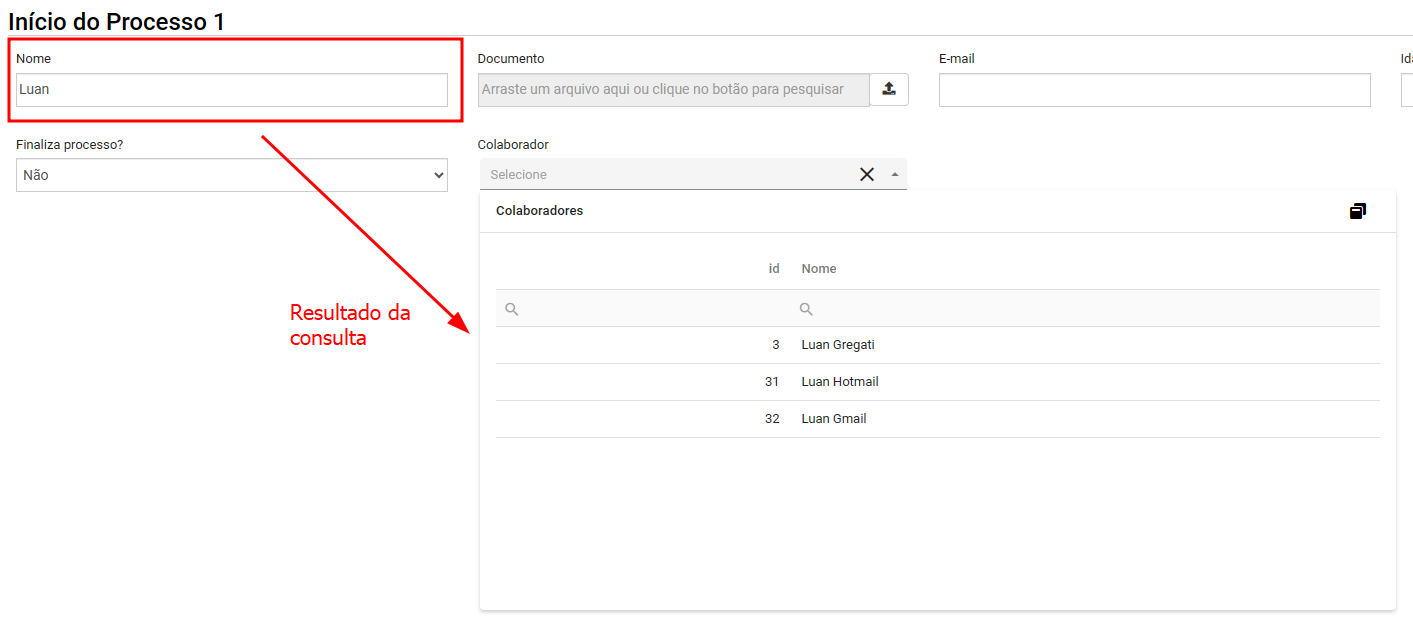 Início do Processo 1
Nome
Luan
Documento
Arraste um arquivo aqui ou clique no botão para pesquisar
E-mail
Finaliza processo?
Não
Colaborador
Selecione
Colaboradores
id Nome
3 Luan Gregati
31 Luan Hotmail
32 Luan Gmail
Resultado da
consulta